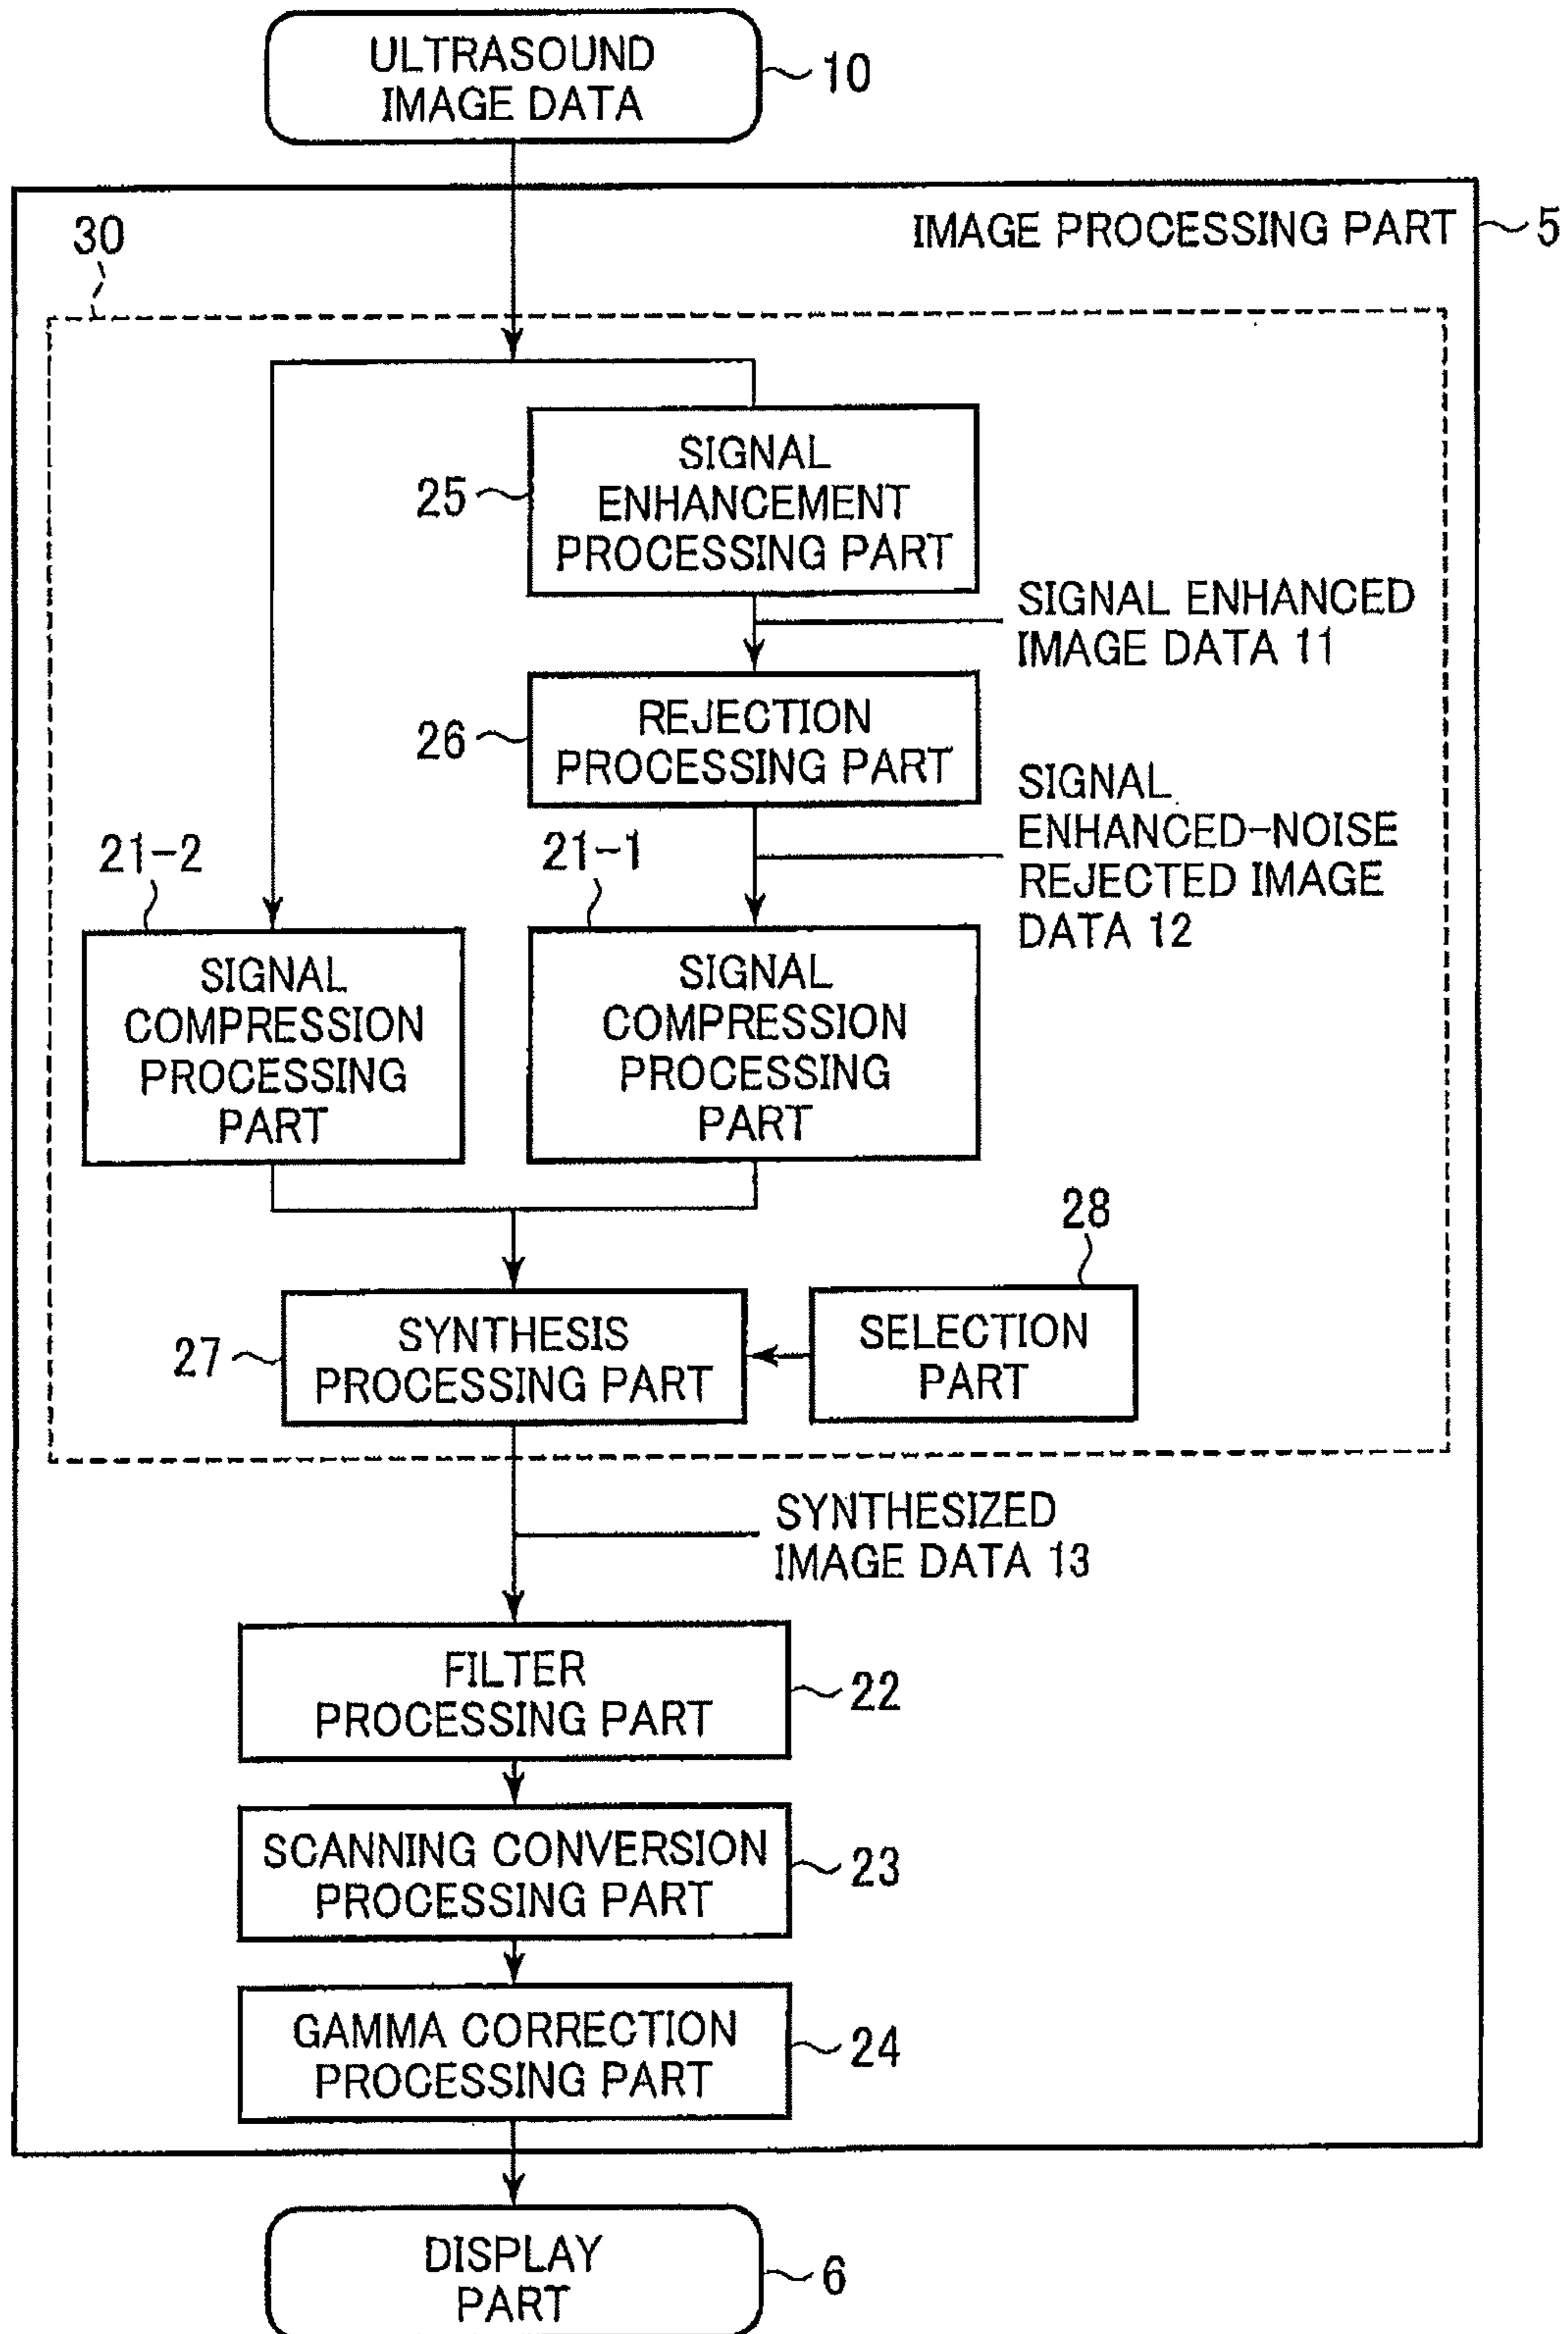 ULTRASOUND
IMAGE DATA
10
IMAGE PROCESSING PART
5
30
SIGNAL
ENHANCEMENT
PROCESSING PART
25
SIGNAL ENHANCED
IMAGE DATA 11
REJECTION
PROCESSING PART
26
SIGNAL
ENHANCED-NOISE
REJECTED IMAGE
DATA 12
21-2
21-1
SIGNAL
COMPRESSION
PROCESSING
PART
SIGNAL
COMPRESSION
PROCESSING
PART
28
27
SYNTHESIS
PROCESSING PART
SELECTION
PART
SYNTHESIZED
IMAGE DATA 13
FILTER
PROCESSING PART
22
SCANNING CONVERSION
PROCESSING PART
23
GAMMA CORRECTION
PROCESSING PART
24
DISPLAY
PART
6